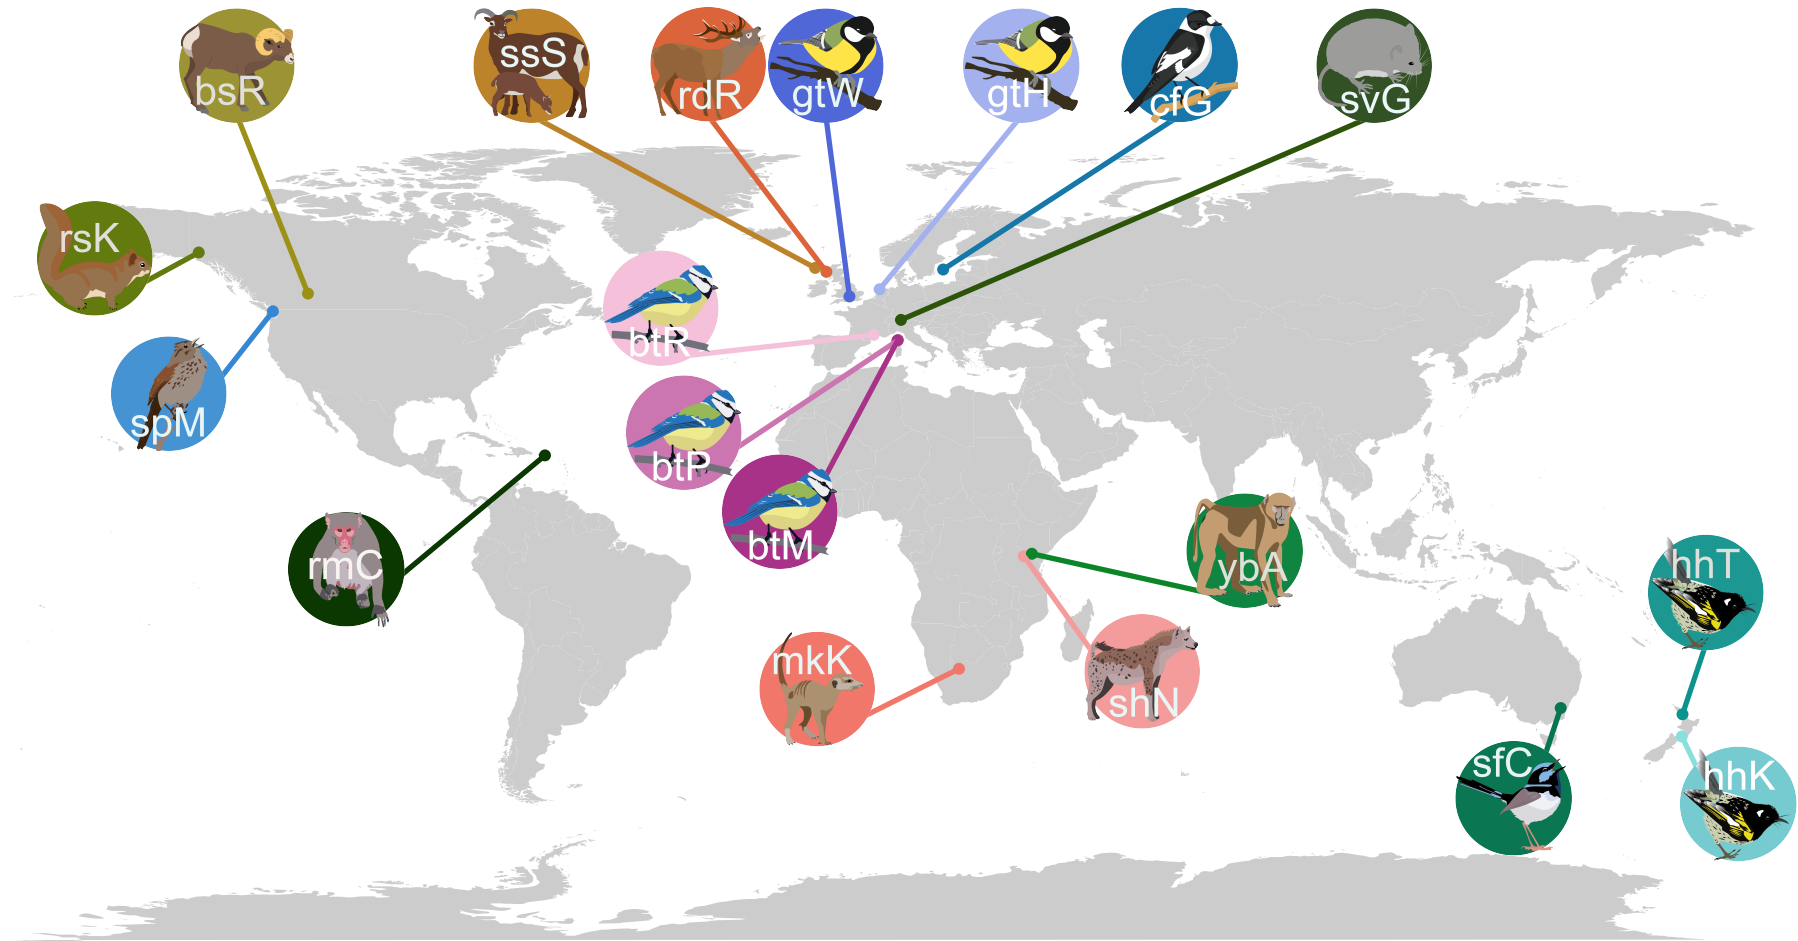 bsR
ssS
rdR
gtW
gtH
cfG
svG
rsK
btR
spM
btP
btM
rmC
ybA
hhT
mkK
shN
sfC
hhK